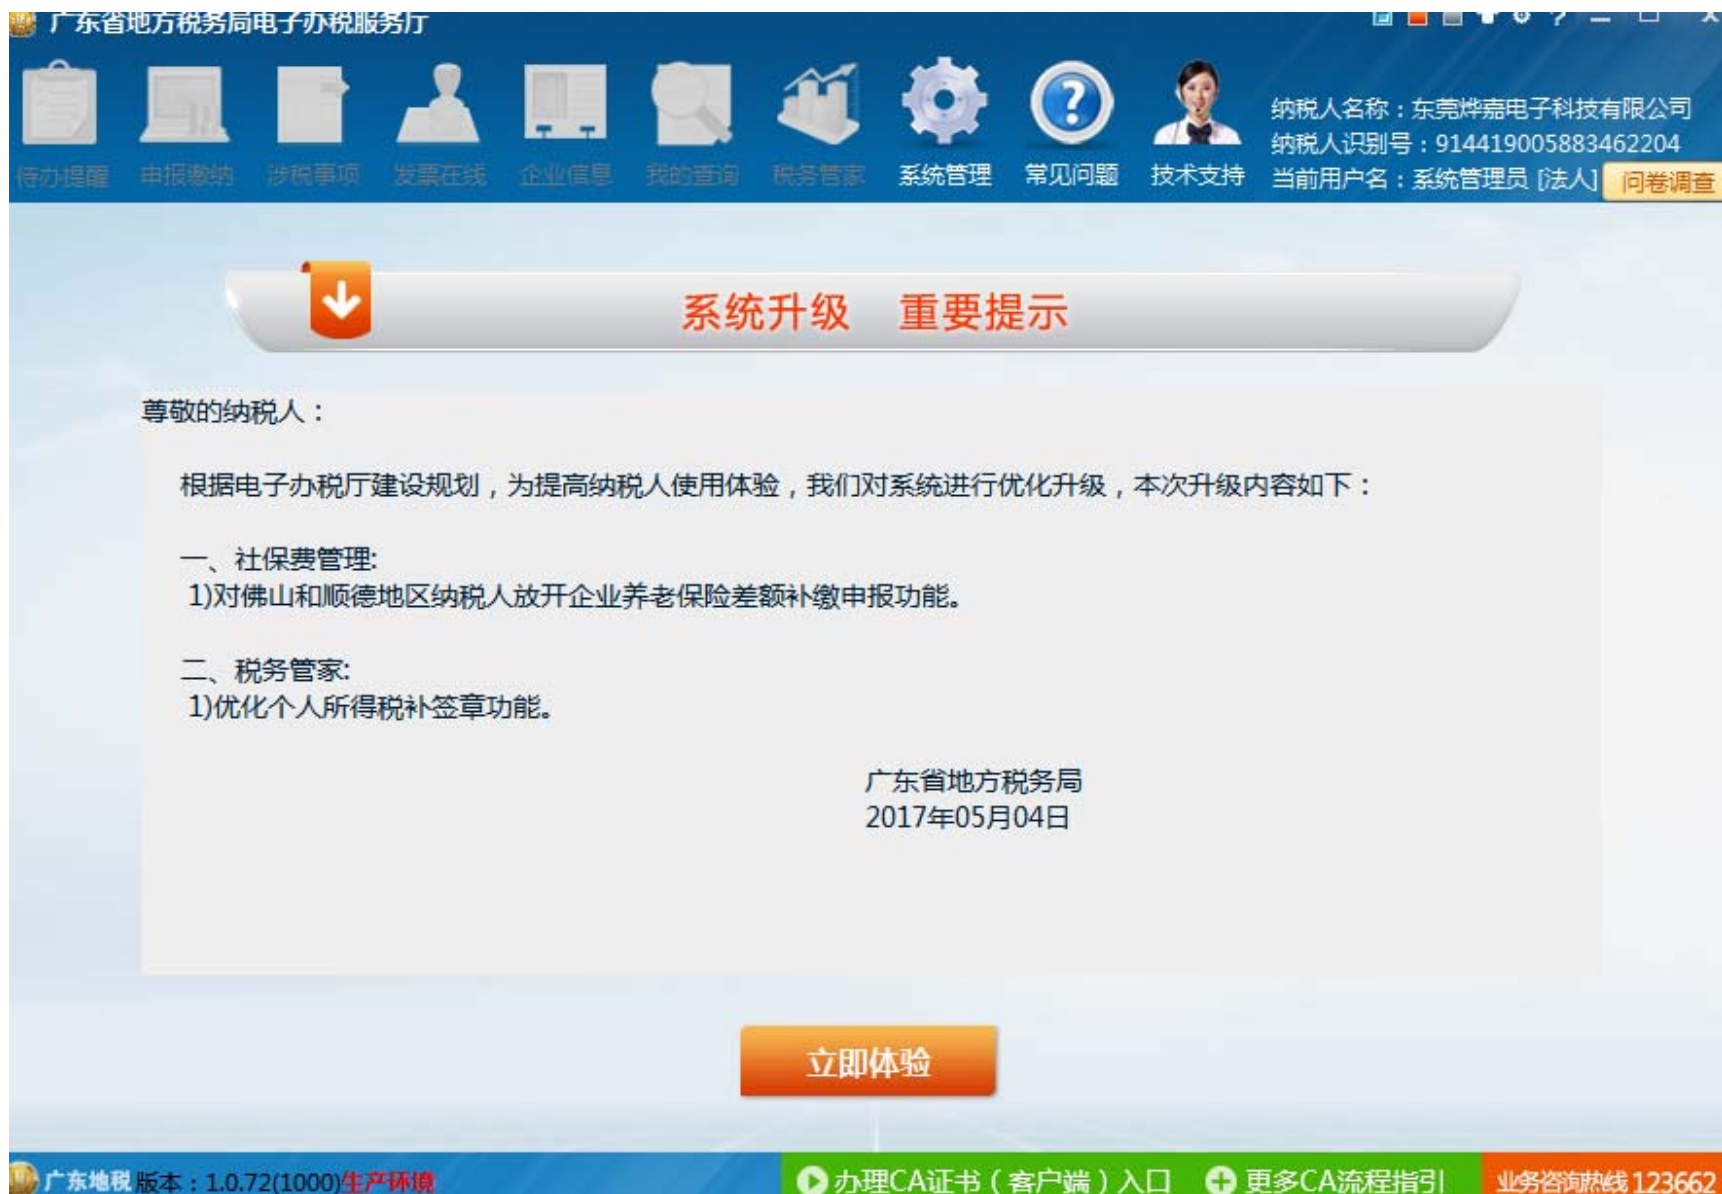 广东省地方税务局电子办税服务厅
待办提醒 申报缴纳 涉税事项 发票在线 企业信息 我的查询 税务管家 系统管理 常见问题 技术支持
纳税人名称：东莞烨嘉电子科技有限公司
纳税人识别号：914419005883462204
当前用户名：系统管理员 [法人] 问卷调查
系统升级 重要提示
尊敬的纳税人：
根据电子办税厅建设规划，为提高纳税人使用体验，我们对系统进行优化升级，本次升级内容如下：
一、社保费管理:
1)对佛山和顺德地区纳税人放开企业养老保险差额补缴申报功能。
二、税务管家:
1)优化个人所得税补签章功能。
广东省地方税务局
2017年05月04日
立即体验
广东地税 版本：1.0.72(1000)生产环境 办理CA证书（客户端）入口 更多CA流程指引 业务咨询热线123662